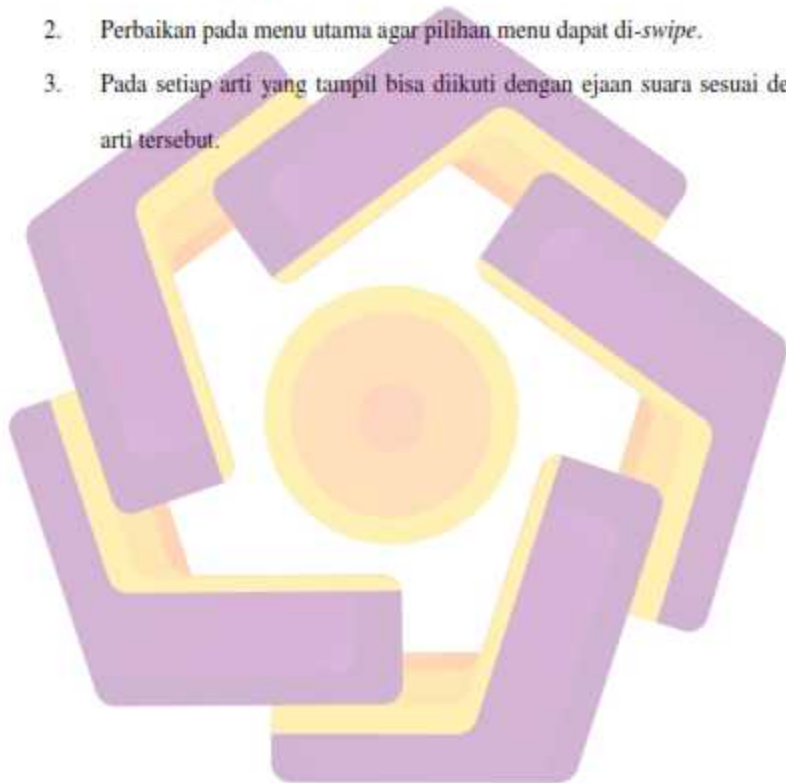 2. Perbaikan pada menu utama agar pilihan menu dapat di-swipe.
3. Pada setiap arti yang tampil bisa diikuti dengan ejaan suara sesuai de
arti tersebut.